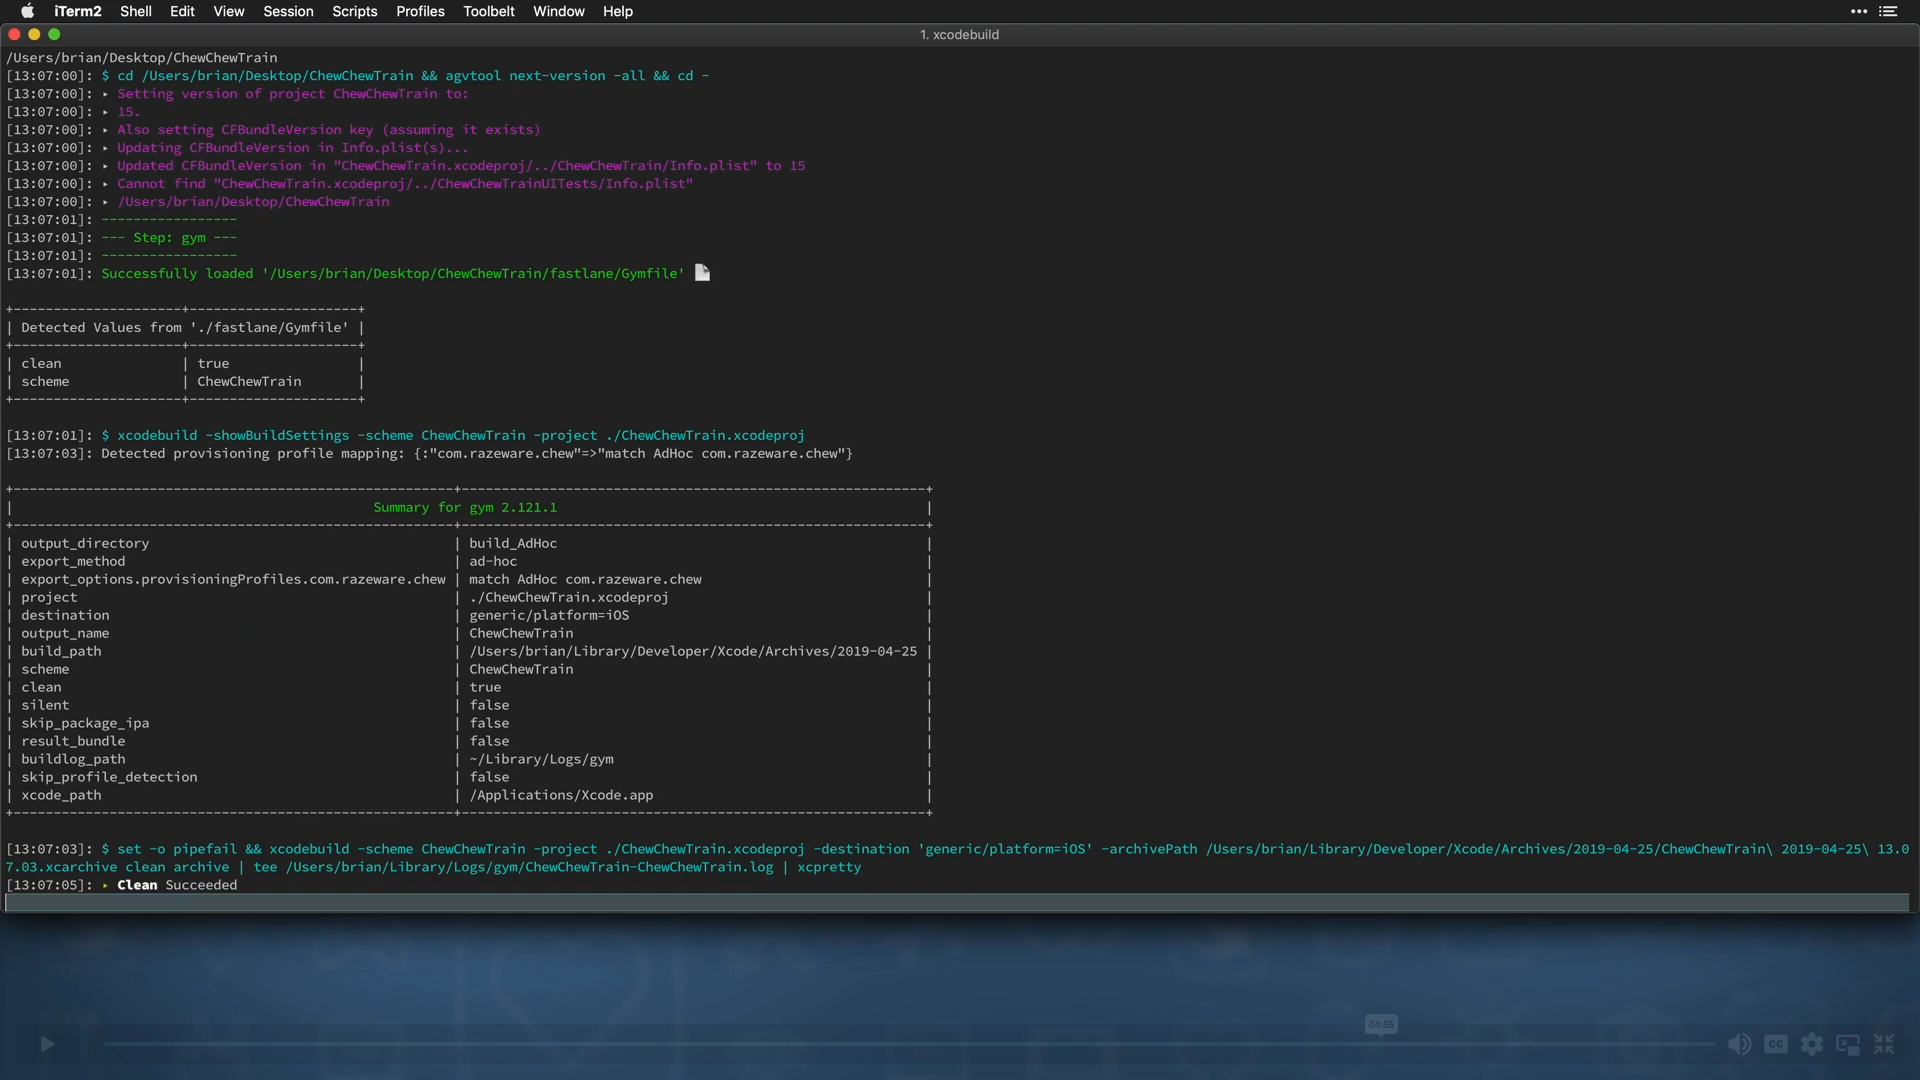 iTerm2 Shell Edit View Session Scripts Profiles Toolbelt Window Help
1. xcodebuild
/Users/brian/Desktop/ChewChewTrain
[13:07:00]: $ cd /Users/brian/Desktop/ChewChewTrain && agvtool next-version -all && cd -
[13:07:00]: ▸ Setting version of project ChewChewTrain to:
[13:07:00]: ▸ 15.
[13:07:00]: ▸ Also setting CFBundleVersion key (assuming it exists)
[13:07:00]: ▸ Updating CFBundleVersion in Info.plist(s)...
[13:07:00]: ▸ Updated CFBundleVersion in "ChewChewTrain.xcodeproj/../ChewChewTrain/Info.plist" to 15
[13:07:00]: ▸ Cannot find "ChewChewTrain.xcodeproj/../ChewChewTrainUITests/Info.plist"
[13:07:00]: ▸ /Users/brian/Desktop/ChewChewTrain
[13:07:01]: -----------------
[13:07:01]: --- Step: gym ---
[13:07:01]: -----------------
[13:07:01]: Successfully loaded '/Users/brian/Desktop/ChewChewTrain/fastlane/Gymfile'
+---------------------+---------------------+
| Detected Values from './fastlane/Gymfile' |
+---------------------+---------------------+
| clean | true |
| scheme | ChewChewTrain |
+---------------------+---------------------+
[13:07:01]: $ xcodebuild -showBuildSettings -scheme ChewChewTrain -project ./ChewChewTrain.xcodeproj
[13:07:03]: Detected provisioning profile mapping: {:"com.razeware.chew"=>"match AdHoc com.razeware.chew"}
+-------------------------------------------------------+----------------------------------------------------------+
| Summary for gym 2.121.1 |
+-------------------------------------------------------+----------------------------------------------------------+
| output_directory | build_AdHoc |
| export_method | ad-hoc |
| export_options.provisioningProfiles.com.razeware.chew | match AdHoc com.razeware.chew |
| project | ./ChewChewTrain.xcodeproj |
| destination | generic/platform=iOS |
| output_name | ChewChewTrain |
| build_path | /Users/brian/Library/Developer/Xcode/Archives/2019-04-25 |
| scheme | ChewChewTrain |
| clean | true |
| silent | false |
| skip_package_ipa | false |
| result_bundle | false |
| buildlog_path | ~/Library/Logs/gym |
| skip_profile_detection | false |
| xcode_path | /Applications/Xcode.app |
+-------------------------------------------------------+----------------------------------------------------------+
[13:07:03]: $ set -o pipefail && xcodebuild -scheme ChewChewTrain -project ./ChewChewTrain.xcodeproj -destination 'generic/platform=iOS' -archivePath /Users/brian/Library/Developer/Xcode/Archives/2019-04-25/ChewChewTrain\ 2019-04-25\ 13.0
7.03.xcarchive clean archive | tee /Users/brian/Library/Logs/gym/ChewChewTrain-ChewChewTrain.log | xcpretty
[13:07:05]: ▸ Clean Succeeded
04:55
CC